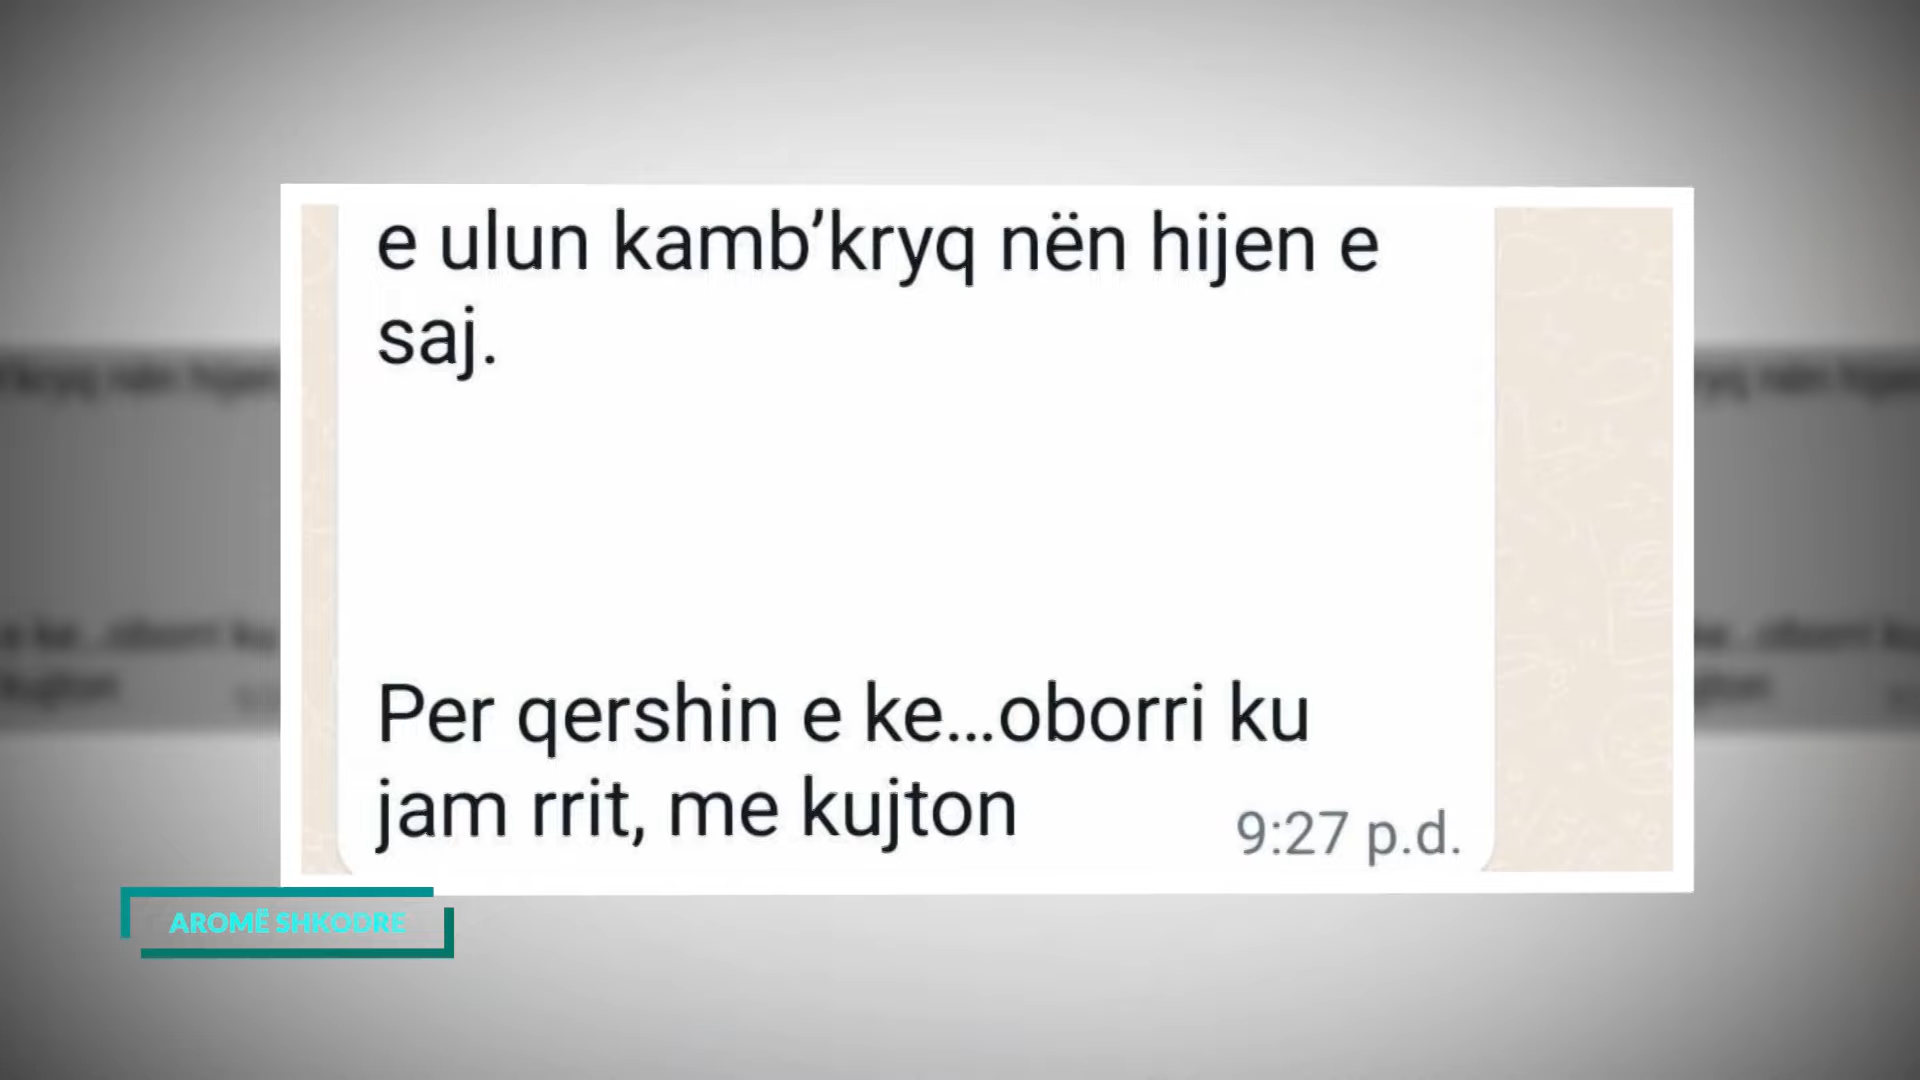 e ulun kamb’kryq nën hijen e
saj.
Per qershin e ke...oborri ku
jam rrit, me kujton
9:27 p.d.
AROMË SHKODRE